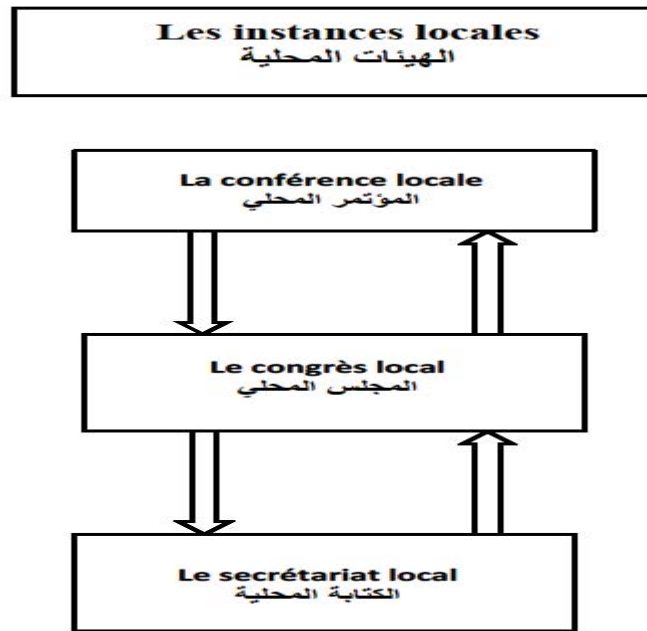 Les instances locales
الهيئات المحلية
La conférence locale
المؤتمر المحلي
Le congrès local
المجلس المحلي
Le secrétariat local
الكتابة المحلية